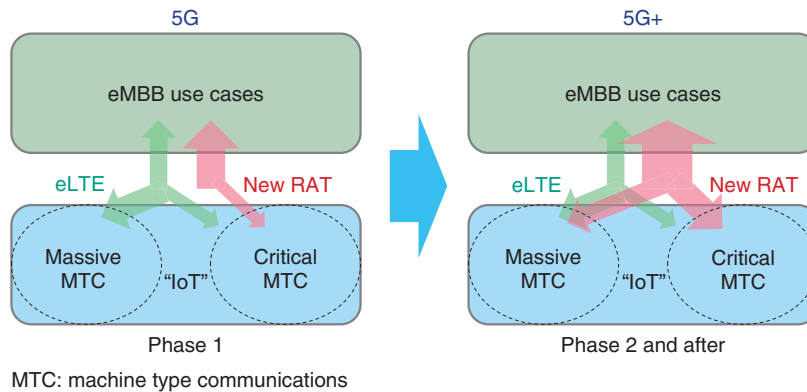 5G
eMBB use cases
eLTE
New RAT
Massive
MTC
“IoT”
Critical
MTC
Phase 1
5G+
eMBB use cases
eLTE
New RAT
Massive
MTC
“IoT”
Critical
MTC
Phase 2 and after
MTC: machine type communications